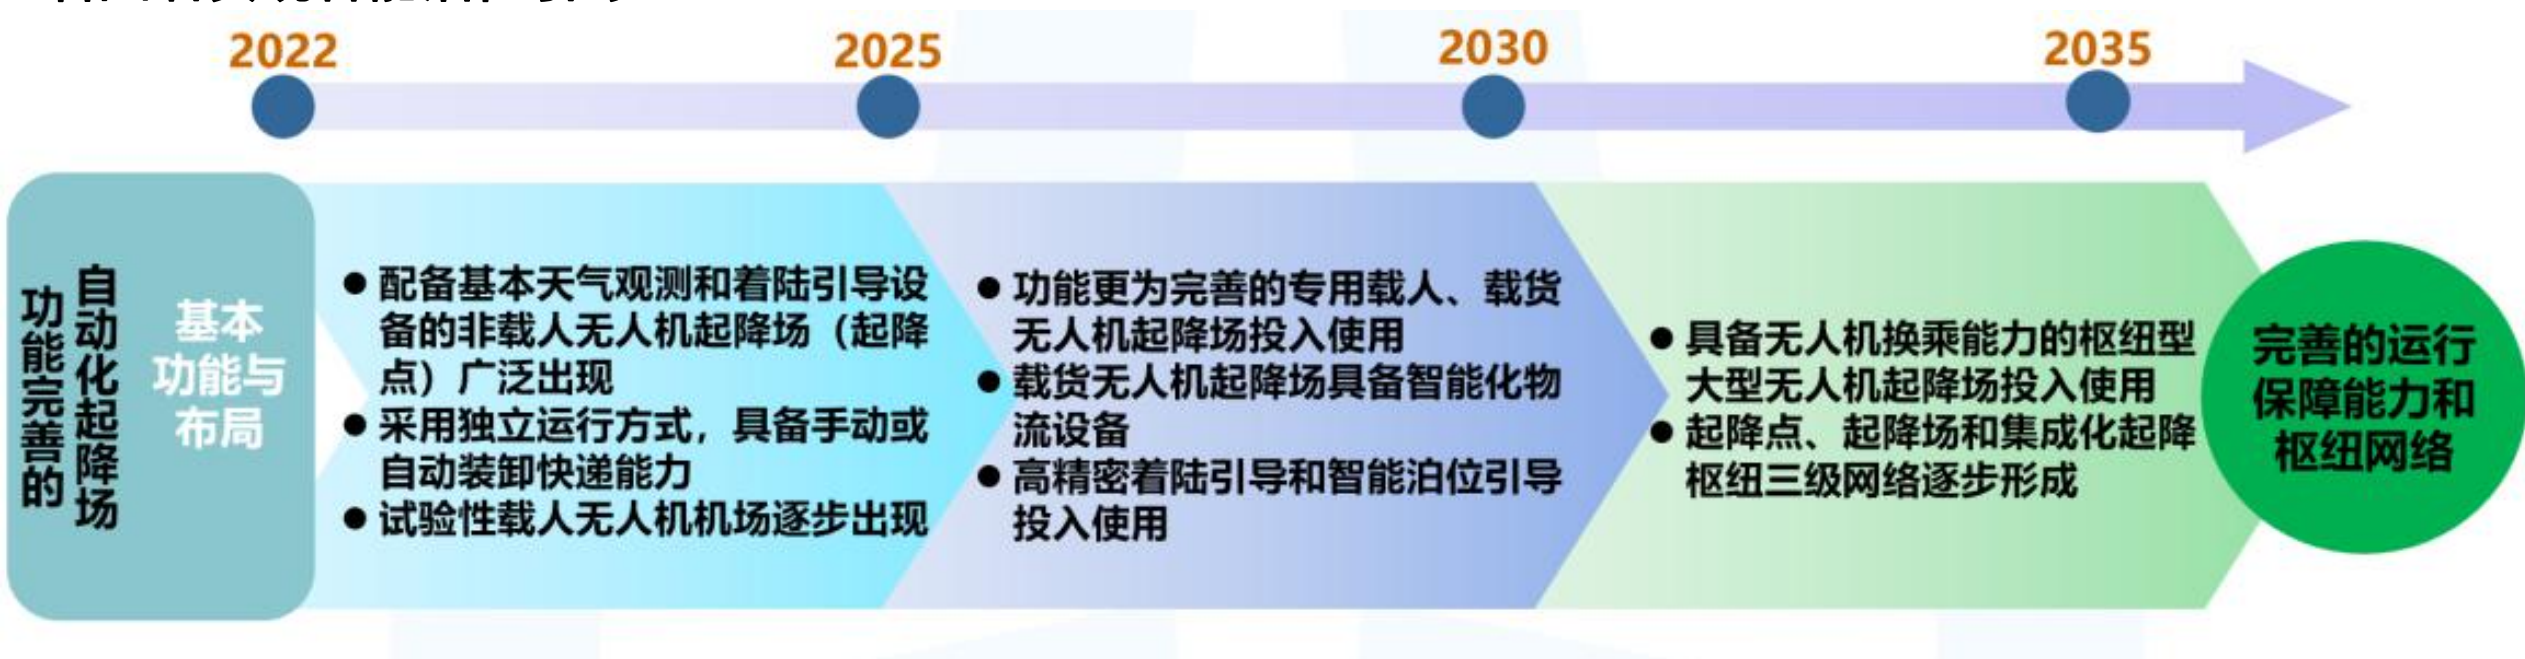 2022
2025
2030
2035
功能完善的
自动化起降场
基本
功能与
布局
● 配备基本天气观测和着陆引导设
备的非载人无人机起降场（起降
点）广泛出现
● 采用独立运行方式，具备手动或
自动装卸快递能力
● 试验性载人无人机机场逐步出现
● 功能更为完善的专用载人、载货
无人机起降场投入使用
● 载货无人机起降场具备智能化物
流设备
● 高精密着陆引导和智能泊位引导
投入使用
● 具备无人机换乘能力的枢纽型
大型无人机起降场投入使用
● 起降点、起降场和集成化起降
枢纽三级网络逐步形成
完善的运行
保障能力和
枢纽网络